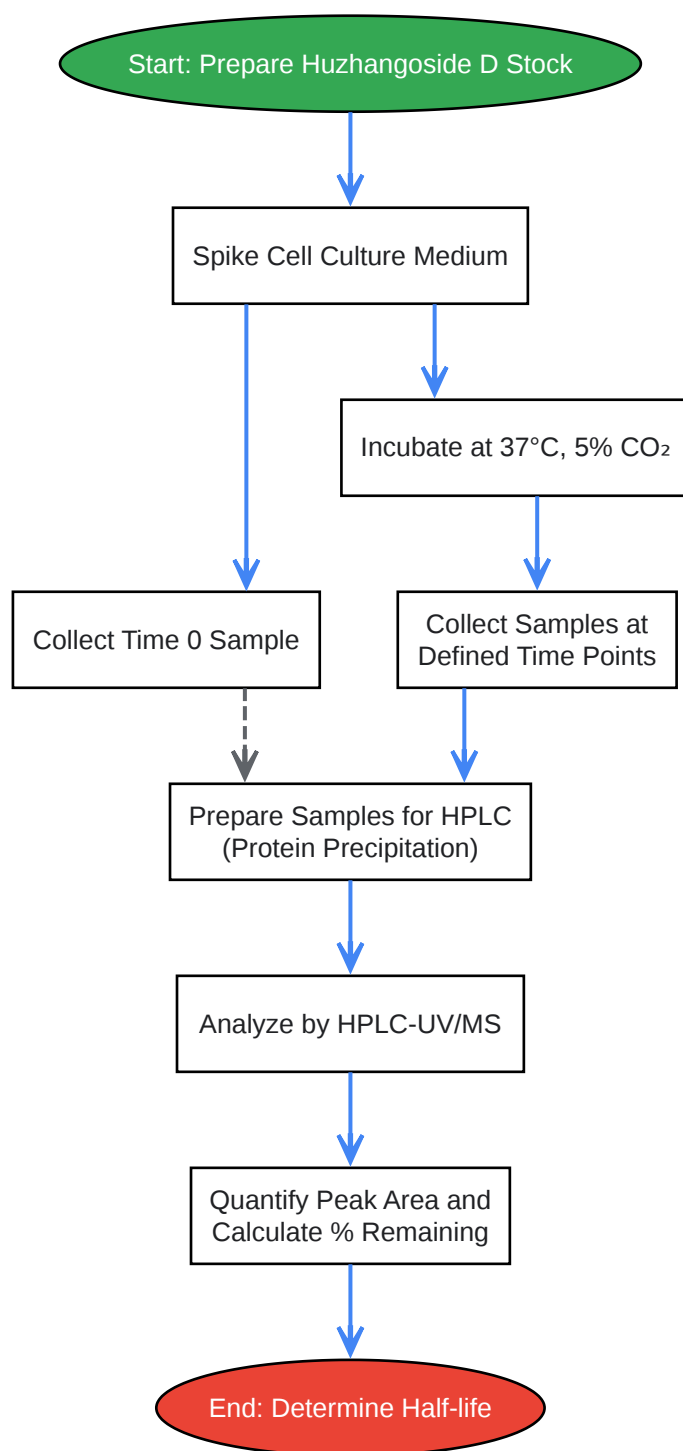 Start: Prepare Huzhangoside D Stock
Spike Cell Culture Medium
Incubate at 37°C, 5% CO₂
Collect Time 0 Sample
Collect Samples at
Defined Time Points
Prepare Samples for HPLC
(Protein Precipitation)
Analyze by HPLC-UV/MS
Quantify Peak Area and
Calculate % Remaining
End: Determine Half-life